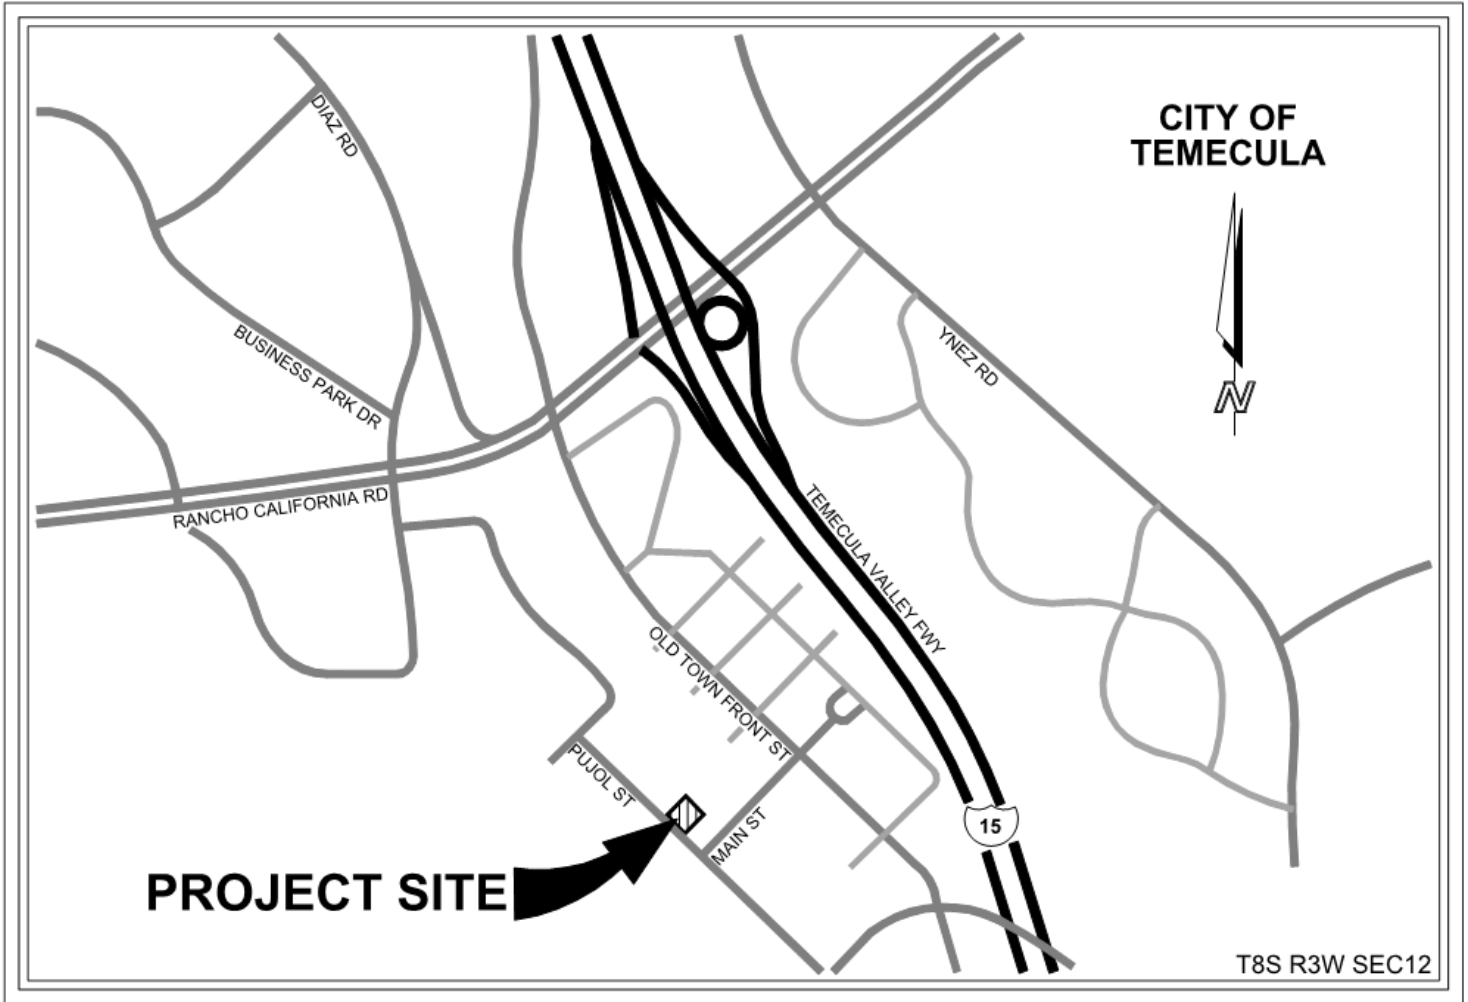 CITY OF
TEMECULA
DIAZ RD
BUSINESS PARK DR
YNEZ RD
N
RANCHO CALIFORNIA RD
TEMECULA VALLEY FWY
OLD TOWN FRONT ST
PUJOL ST
MAIN ST
15
PROJECT SITE
T8S R3W SEC12